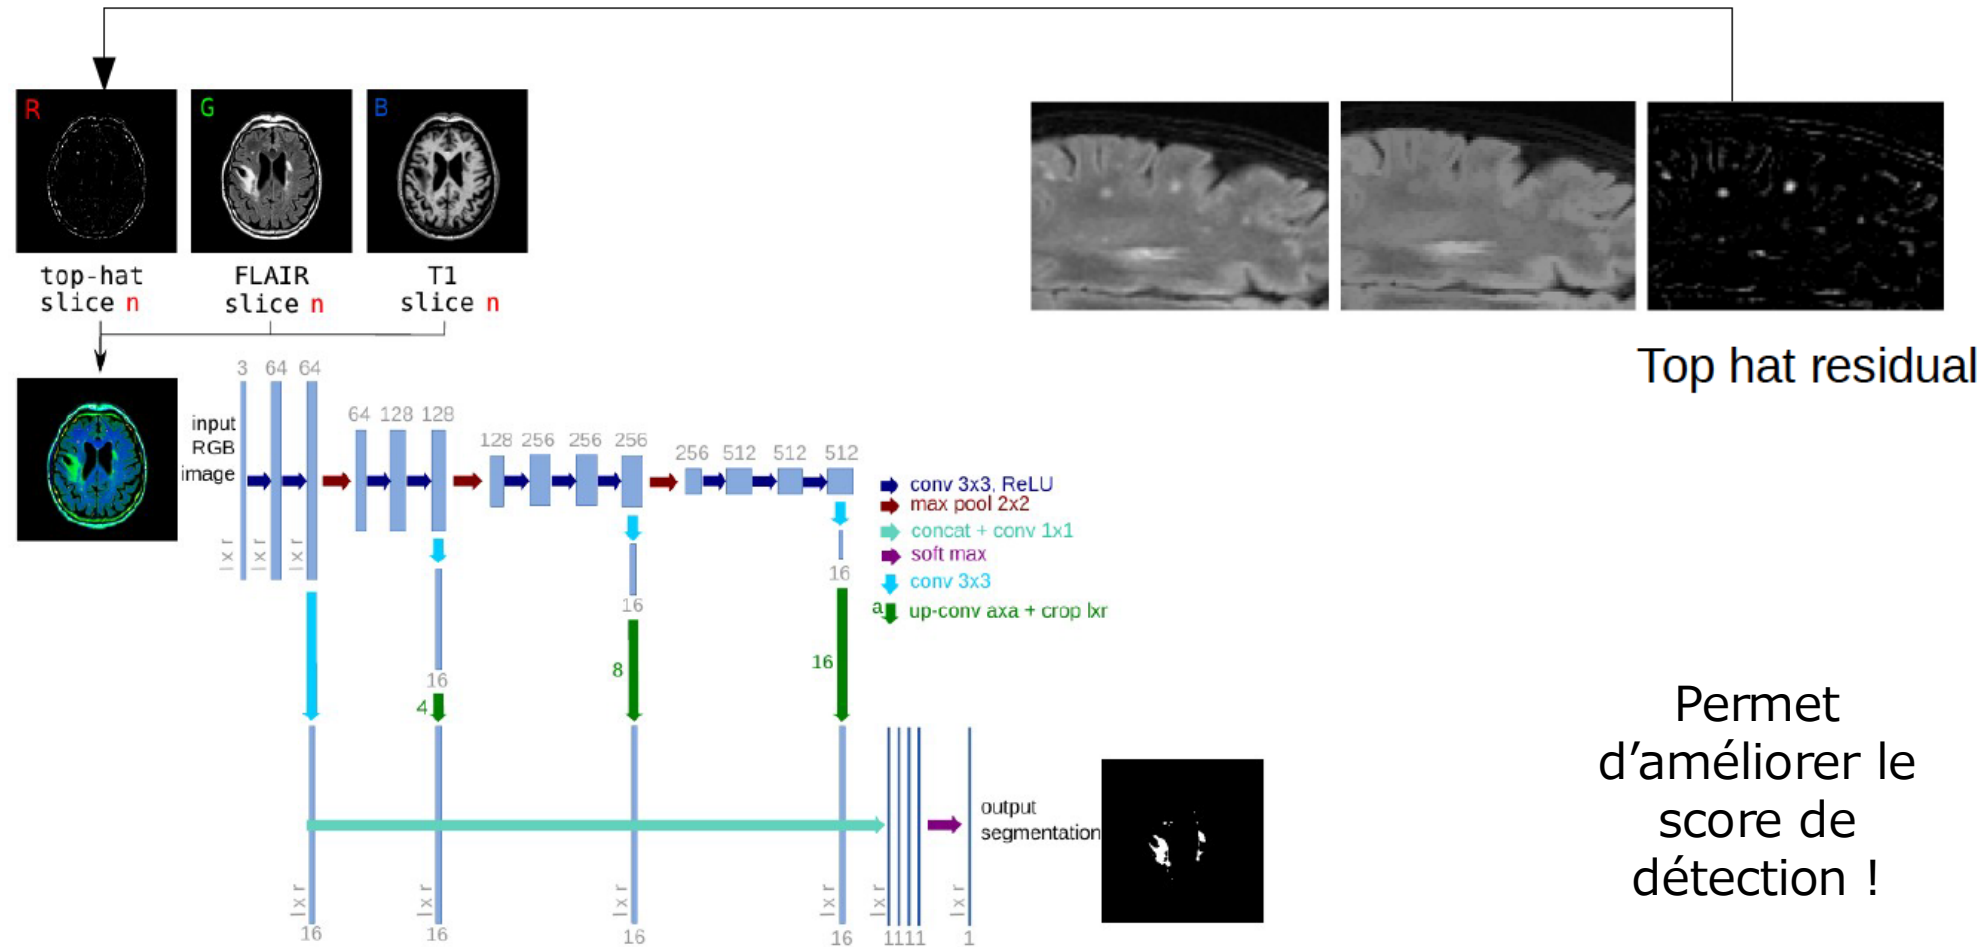 R
G
B
top-hat
slice n
FLAIR
slice n
T1
slice n
Top hat residual
3 64 64
64 128 128
128 256 256 256
256 512 512 512
input
RGB
image
l x r
l x r
l x r
conv 3x3, ReLU
max pool 2x2
concat + conv 1x1
soft max
conv 3x3
a up-conv axa + crop lxr
16
16
16
4
8
16
output
segmentation
l x r
l x r
l x r
l x r
l x r
l x r
16
16
16
16
1111
1
Permet
d’améliorer le
score de
détection !